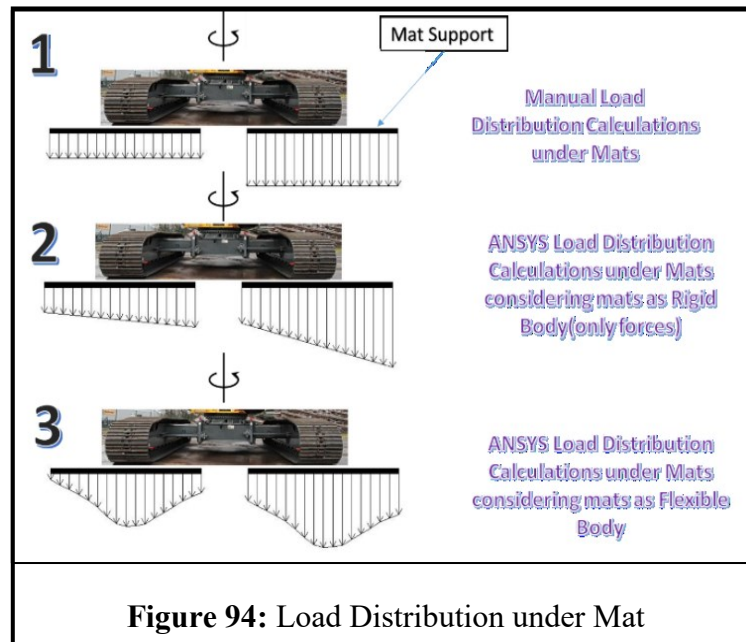 1
Mat Support
Manual Load
Distribution Calculations
under Mats
2
ANSYS Load Distribution
Calculations under Mats
considering mats as Rigid
Body(only forces)
3
ANSYS Load Distribution
Calculations under Mats
considering mats as Flexible
Body
Figure 94: Load Distribution under Mat